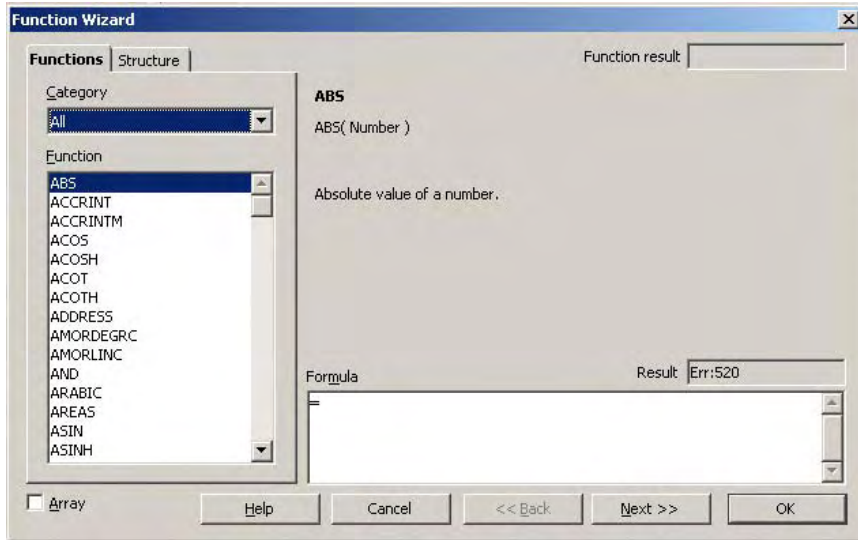 Function Wizard
Functions
Structure
Function result
Category
All
ABS
ABS( Number )
Function
ABS
ACCRINT
ACCRINTM
ACOS
ACOSH
ACOT
ACOTH
ADDRESS
AMORDEGRC
AMORLINC
AND
ARABIC
AREAS
ASIN
ASINH
Absolute value of a number.
Formula
Result Err:520
=
Array
Help
Cancel
<< Back
Next >>
OK